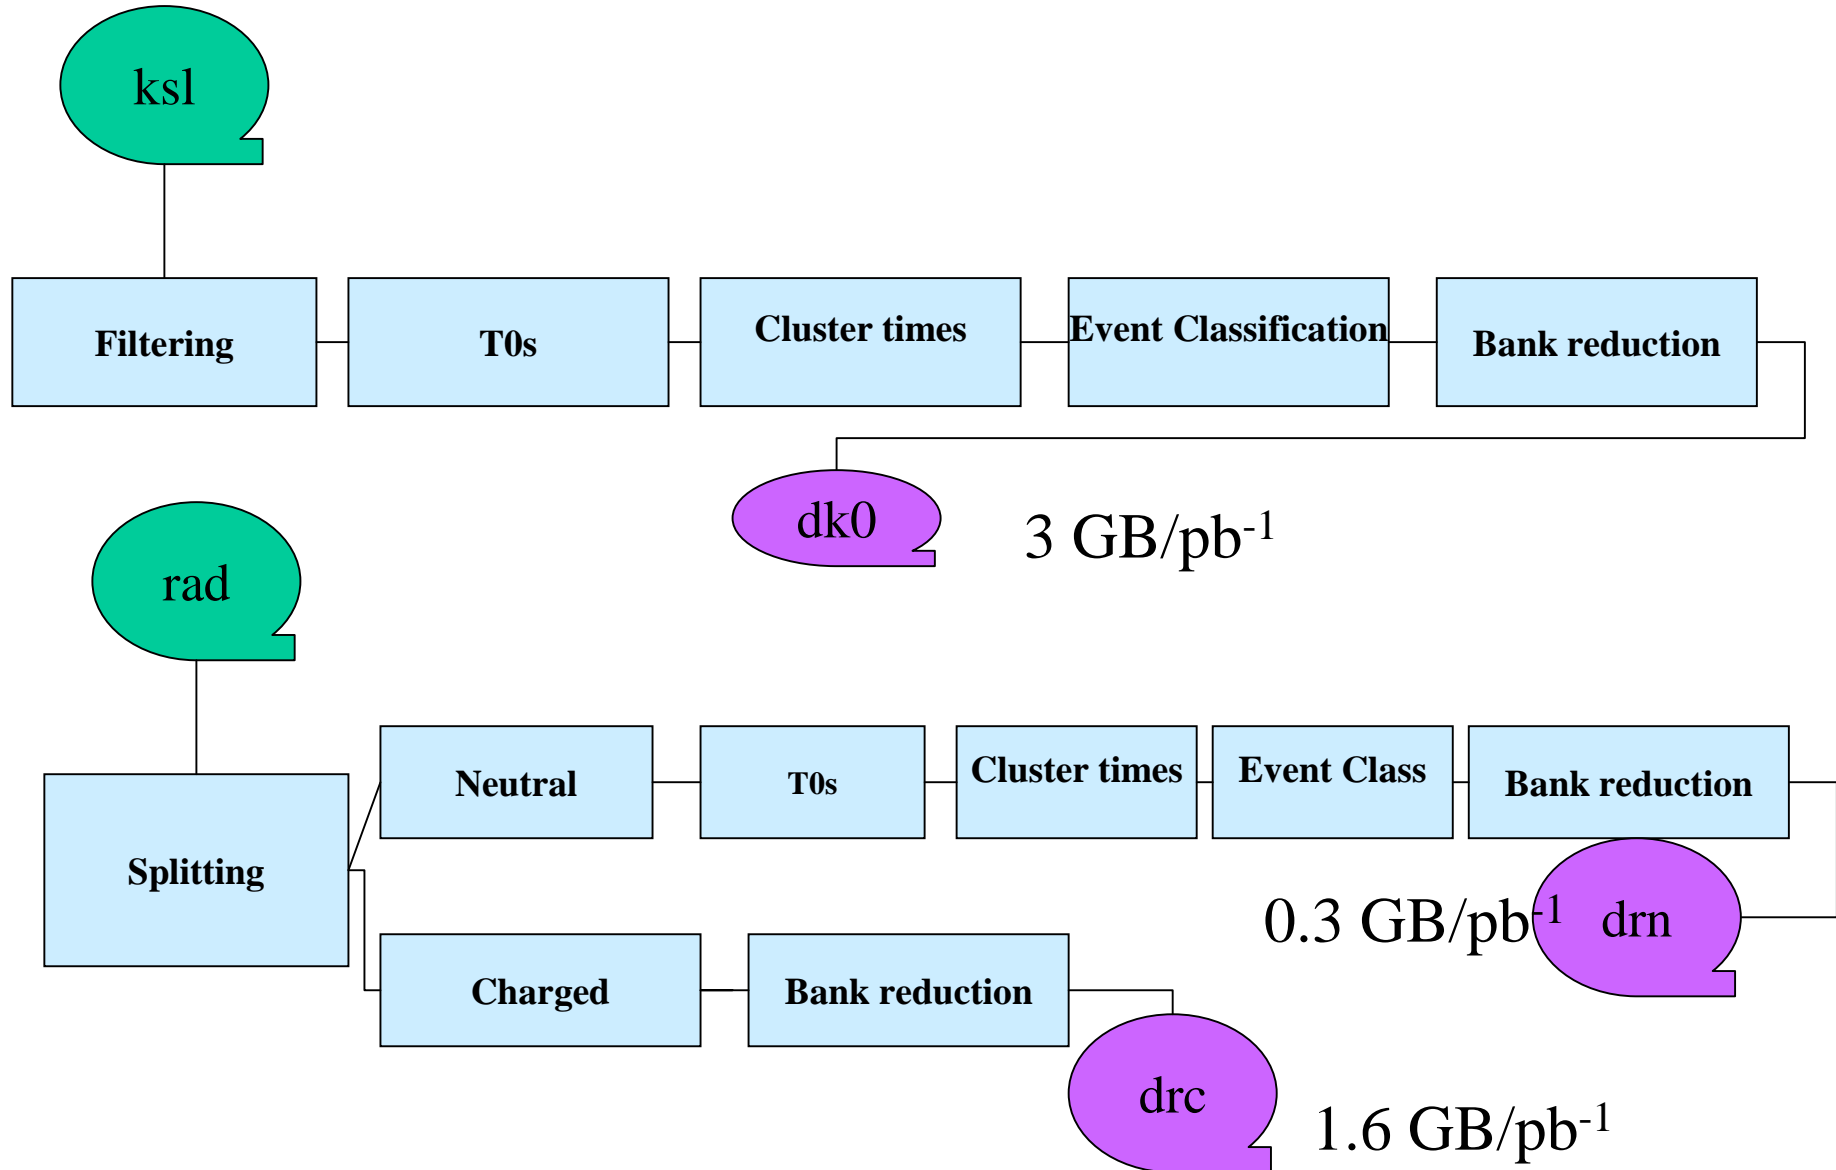 ksl
Filtering
T0s
Cluster times
Event Classification
Bank reduction
dk0
3 GB/pb⁻¹
rad
Splitting
Neutral
T0s
Cluster times
Event Class
Bank reduction
0.3 GB/pb⁻¹
drn
Charged
Bank reduction
drc
1.6 GB/pb⁻¹